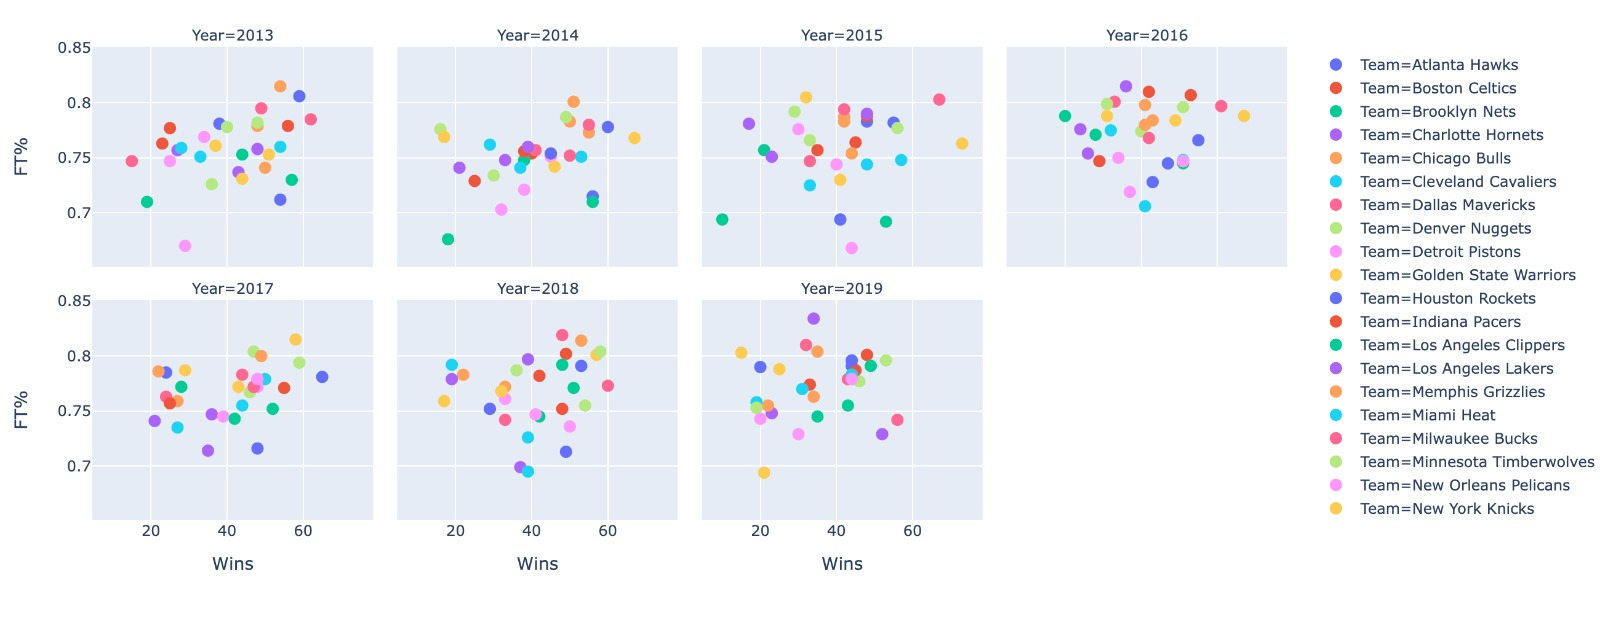 Year=2013
Year=2014
Year=2015
Year=2016
0.85
0.8
0.75
0.7
FT%
Year=2017
Year=2018
Year=2019
0.85
0.8
0.75
0.7
FT%
20 40 60
20 40 60
20 40 60
Wins
Wins
Wins
Team=Atlanta Hawks
Team=Boston Celtics
Team=Brooklyn Nets
Team=Charlotte Hornets
Team=Chicago Bulls
Team=Cleveland Cavaliers
Team=Dallas Mavericks
Team=Denver Nuggets
Team=Detroit Pistons
Team=Golden State Warriors
Team=Houston Rockets
Team=Indiana Pacers
Team=Los Angeles Clippers
Team=Los Angeles Lakers
Team=Memphis Grizzlies
Team=Miami Heat
Team=Milwaukee Bucks
Team=Minnesota Timberwolves
Team=New Orleans Pelicans
Team=New York Knicks